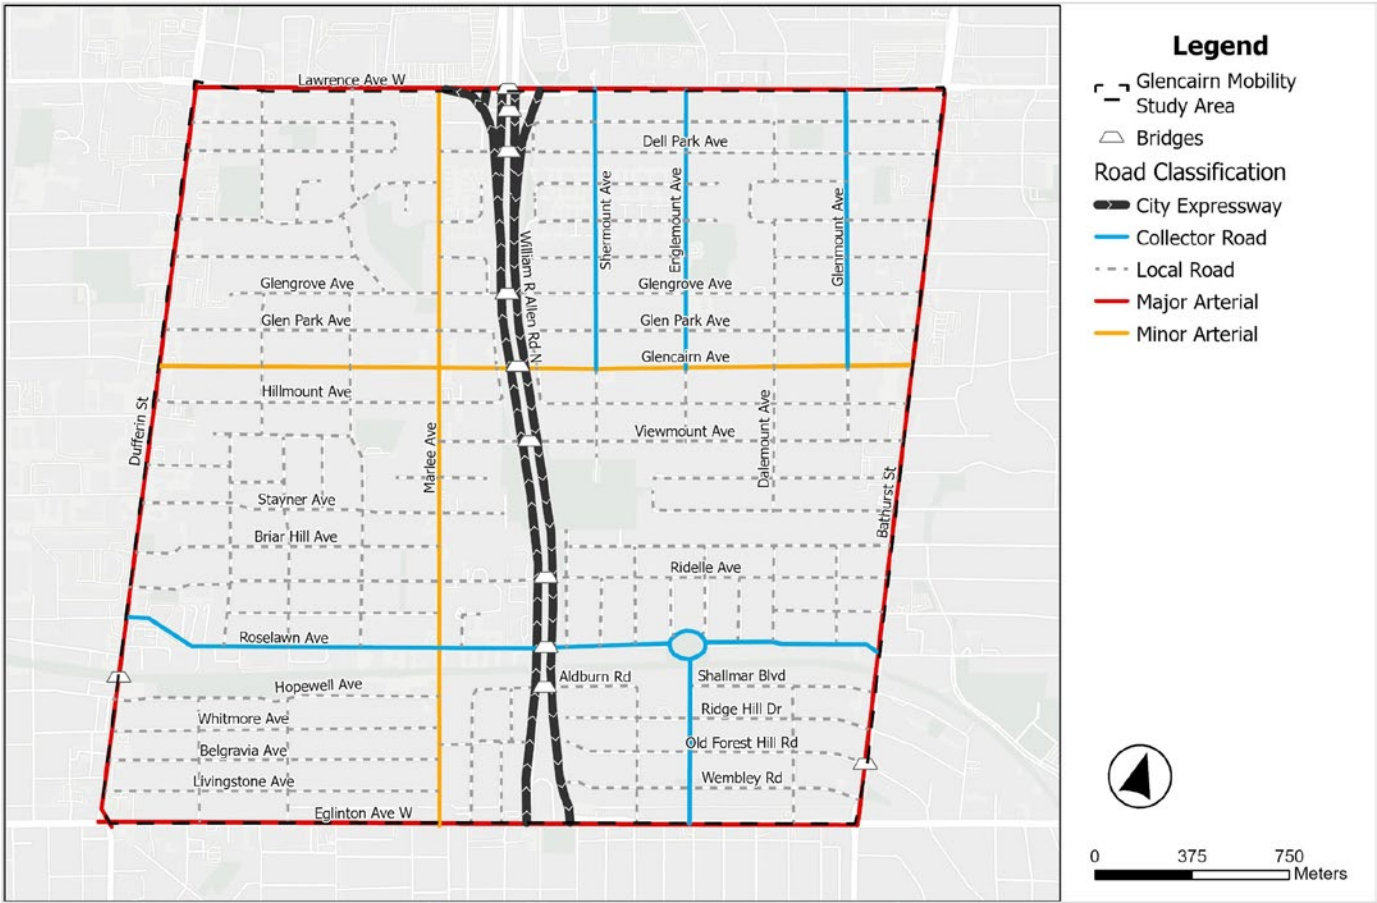 Lawrence Ave W
Dell Park Ave
Shermount Ave
Englemount Ave
Glenmount Ave
William R Allen Rd N
Glengrove Ave
Glengrove Ave
Glen Park Ave
Glen Park Ave
Glencairn Ave
Hillmount Ave
Dufferin St
Marlee Ave
Viewmount Ave
Dalemount Ave
Bathurst St
Stayner Ave
Briar Hill Ave
Ridelle Ave
Roselawn Ave
Hopewell Ave
Aldburn Rd
Shallmar Blvd
Whitmore Ave
Ridge Hill Dr
Belgravia Ave
Old Forest Hill Rd
Livingstone Ave
Wembley Rd
Eglinton Ave W
Legend
Glencairn Mobility
Study Area
Bridges
Road Classification
City Expressway
Collector Road
Local Road
Major Arterial
Minor Arterial
0 375 750
Meters